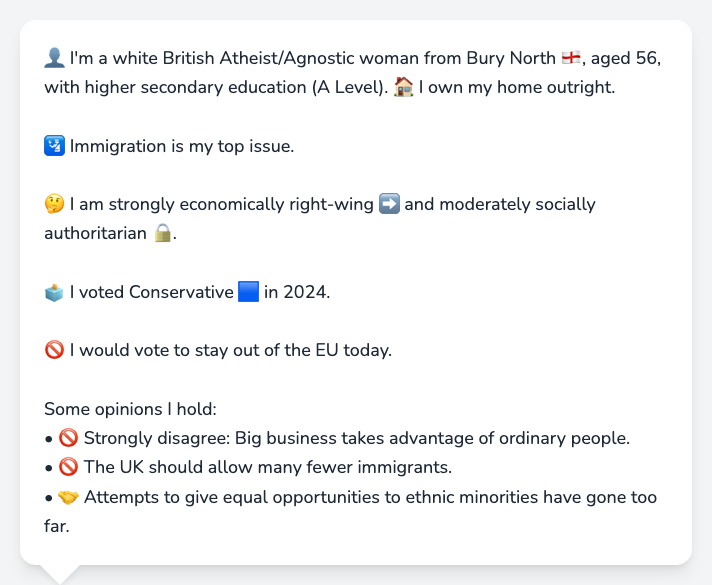 👤 I'm a white British Atheist/Agnostic woman from Bury North 🏴󠁧󠁢󠁥󠁮󠁧󠁿, aged 56,
with higher secondary education (A Level). 🏠 I own my home outright.
🛂 Immigration is my top issue.
🤔 I am strongly economically right-wing ➡️ and moderately socially
authoritarian 🔒.
🗳️ I voted Conservative 🟦 in 2024.
🚫 I would vote to stay out of the EU today.
Some opinions I hold:
• 🚫 Strongly disagree: Big business takes advantage of ordinary people.
• 🚫 The UK should allow many fewer immigrants.
• 🤝 Attempts to give equal opportunities to ethnic minorities have gone too
far.